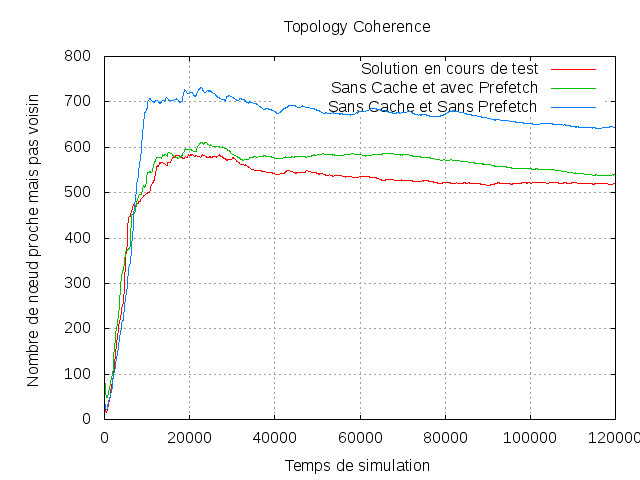 Topology Coherence
800
700
600
500
400
300
200
100
0
Nombre de nœud proche mais pas voisin
Solution en cours de test
Sans Cache et avec Prefetch
Sans Cache et Sans Prefetch
0 20000 40000 60000 80000 100000 120000
Temps de simulation